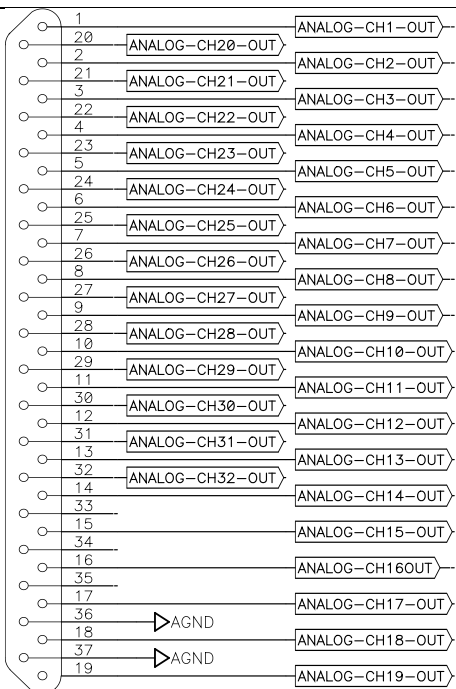 1 ANALOG-CH1-OUT
20 ANALOG-CH20-OUT
2 ANALOG-CH2-OUT
21 ANALOG-CH21-OUT
3 ANALOG-CH3-OUT
22 ANALOG-CH22-OUT
4 ANALOG-CH4-OUT
23 ANALOG-CH23-OUT
5 ANALOG-CH5-OUT
24 ANALOG-CH24-OUT
6 ANALOG-CH6-OUT
25 ANALOG-CH25-OUT
7 ANALOG-CH7-OUT
26 ANALOG-CH26-OUT
8 ANALOG-CH8-OUT
27 ANALOG-CH27-OUT
9 ANALOG-CH9-OUT
28 ANALOG-CH28-OUT
10 ANALOG-CH10-OUT
29 ANALOG-CH29-OUT
11 ANALOG-CH11-OUT
30 ANALOG-CH30-OUT
12 ANALOG-CH12-OUT
31 ANALOG-CH31-OUT
13 ANALOG-CH13-OUT
32 ANALOG-CH32-OUT
14 ANALOG-CH14-OUT
33
15 ANALOG-CH15-OUT
34
16 ANALOG-CH16OUT
35
17 ANALOG-CH17-OUT
36 AGND
18 ANALOG-CH18-OUT
37 AGND
19 ANALOG-CH19-OUT